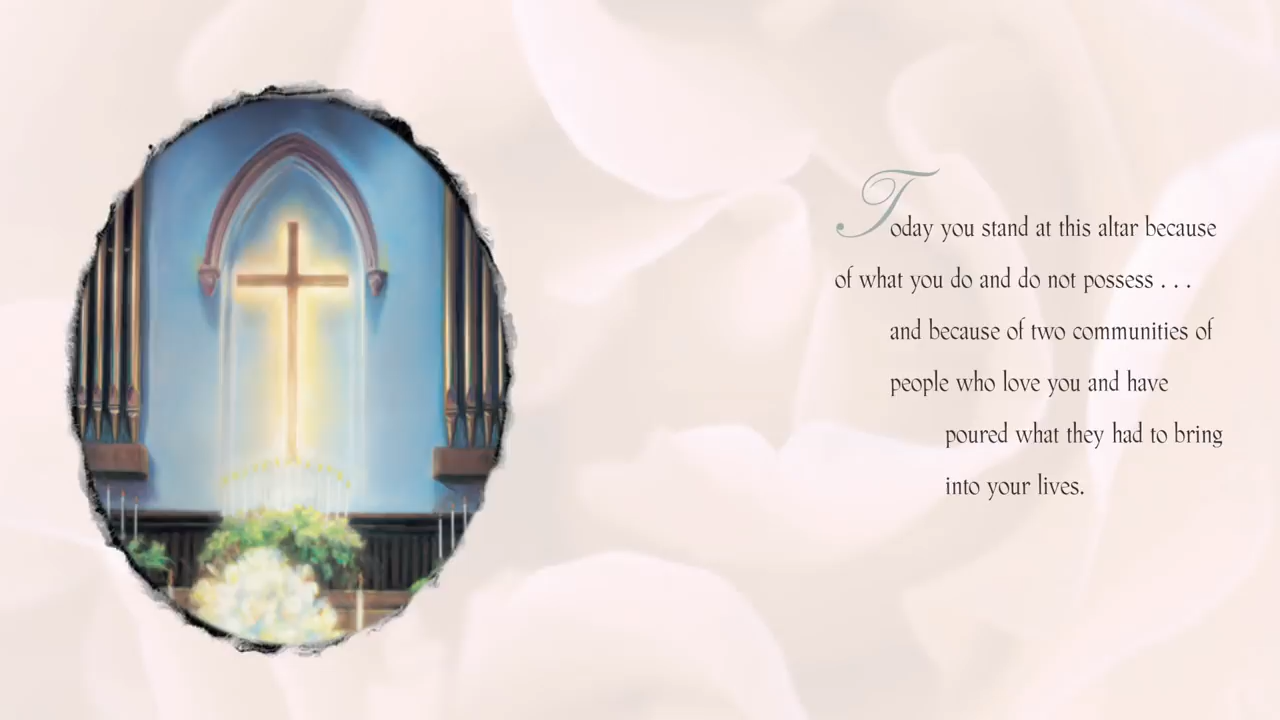 Today you stand at this altar because
of what you do and do not possess . . .
and because of two communities of
people who love you and have
poured what they had to bring
into your lives.